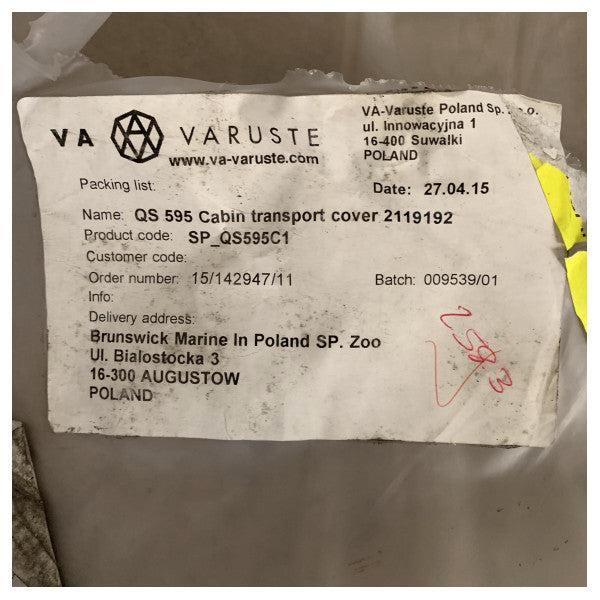 VA VARUSTE
www.va-varuste.com
VA-Varuste Poland Sp.
ul. Innowacyjna 1
16-400 Suwalki
POLAND
Packing list:
Date: 27.04.15
Name: QS 595 Cabin transport cover 2119192
Product code: SP_QS595C1
Customer code:
Order number: 15/142947/11
Batch: 009539/01
Info:
Delivery address:
Brunswick Marine In Poland SP. Zoo
Ul. Bialostocka 3
16-300 AUGUSTOW
POLAND